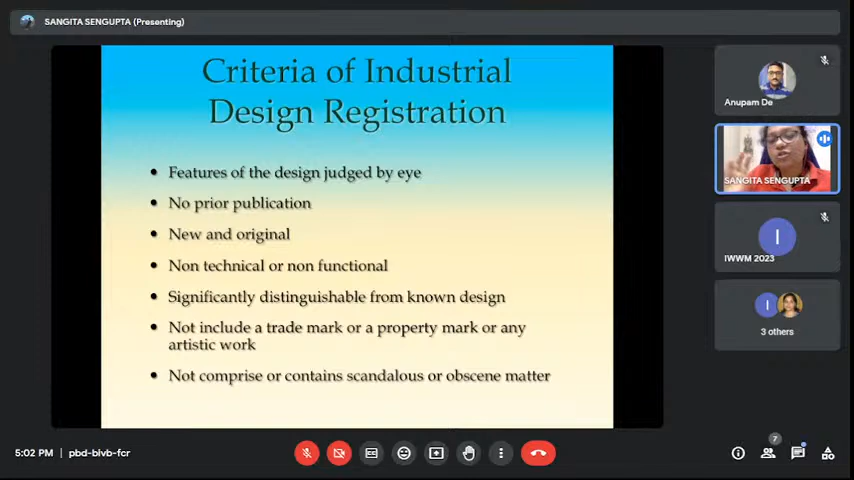 SANGITA SENGUPTA (Presenting)
Criteria of Industrial
Design Registration
• Features of the design judged by eye
• No prior publication
• New and original
• Non technical or non functional
• Significantly distinguishable from known design
• Not include a trade mark or a property mark or any
artistic work
• Not comprise or contains scandalous or obscene matter
Anupam De
SANGITA SENGUPTA
I
IWWM 2023
I
3 others
5:02 PM | pbd-bivb-fcr
7